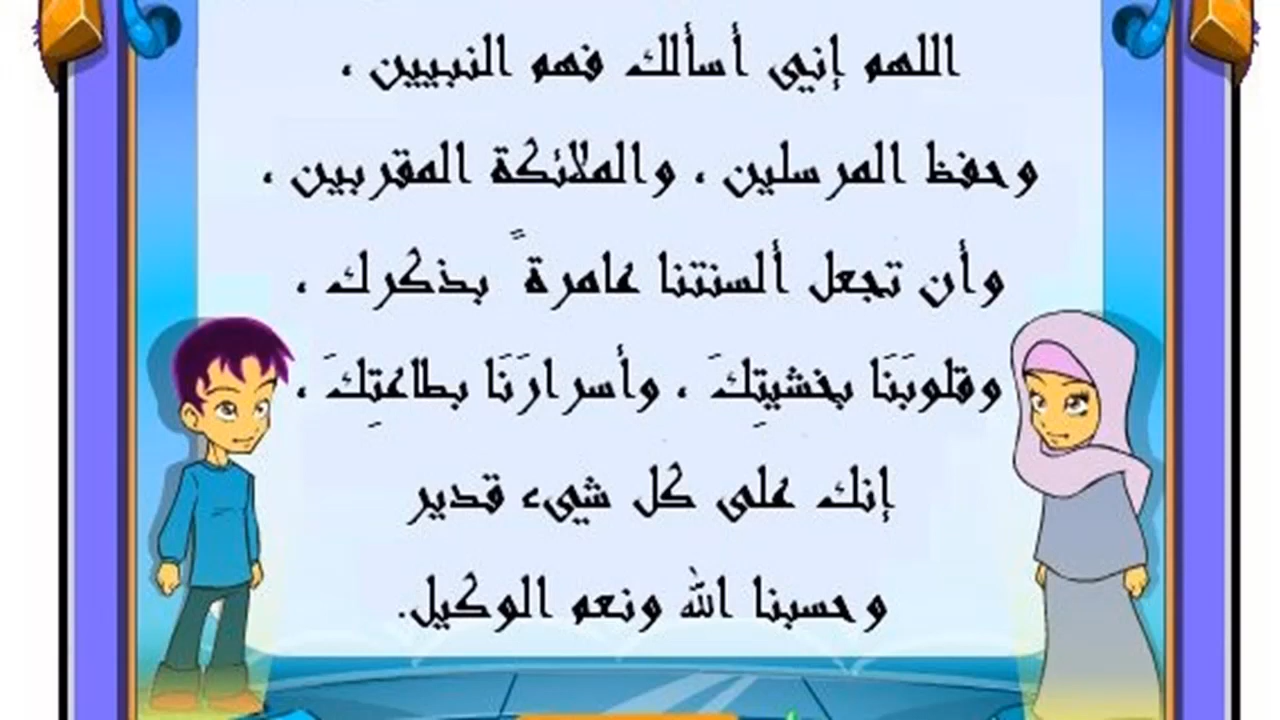 اللهم إني أسألك فهم النبيين ،
وحفظ المرسلين ، والملائكة المقربين ،
وأن تجعل ألسنتنا عامرةً بذكرك ،
وقلوبَنَا بخشيتِكَ ، وأسرارَنَا بطاعتِكَ ،
إنك على كل شيء قدير
وحسبنا الله ونعم الوكيل.